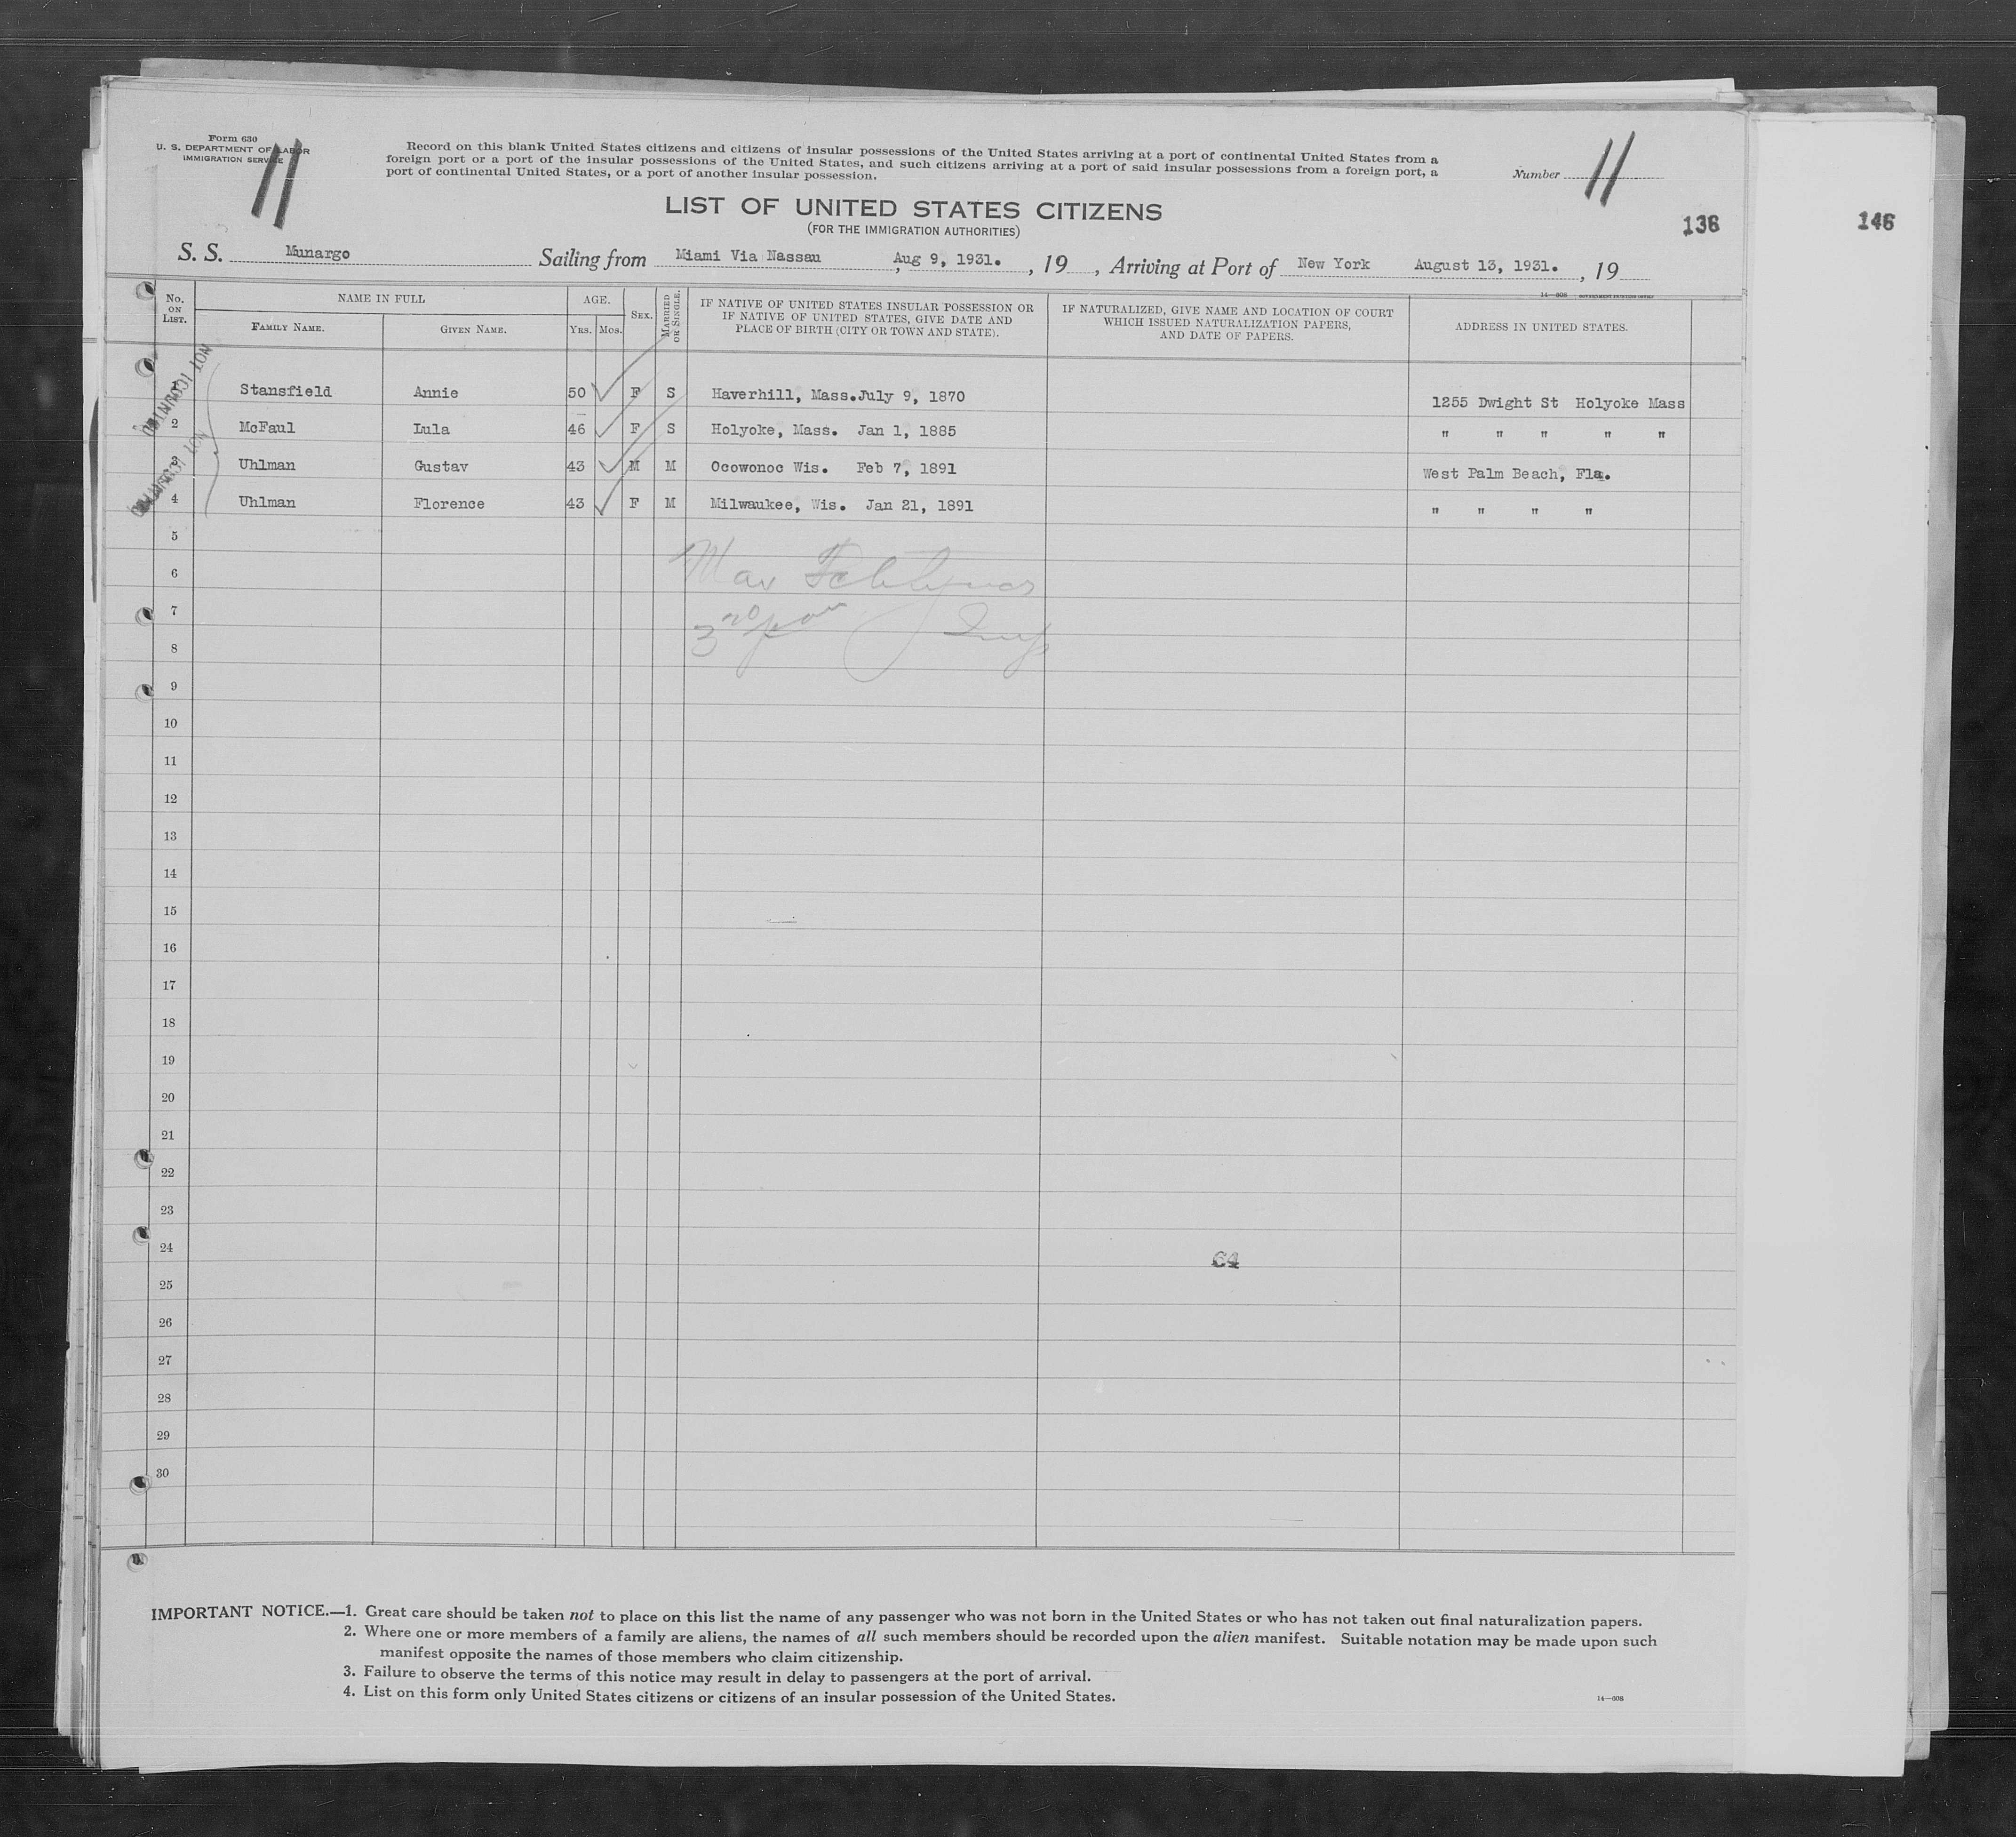 Form 630
U. S. DEPARTMENT OF LABOR
IMMIGRATION SERVICE
11
Record on this blank United States citizens and citizens of insular possessions of the United States arriving at a port of continental United States from a
foreign port or a port of the insular possessions of the United States, and such citizens arriving at a port of said insular possessions from a foreign port, a
port of continental United States, or a port of another insular possession.
Number 11
LIST OF UNITED STATES CITIZENS
(FOR THE IMMIGRATION AUTHORITIES)
136
146
S. S. Munargo Sailing from Miami Via Nassau, Aug 9, 1931. , 19 , Arriving at Port of New York August 13, 1931. , 19
14—608 GOVERNMENT PRINTING OFFICE
No. ON LIST. NAME IN FULL AGE. SEX. MARRIED OR SINGLE. IF NATIVE OF UNITED STATES INSULAR POSSESSION OR IF NATIVE OF UNITED STATES, GIVE DATE AND PLACE OF BIRTH (CITY OR TOWN AND STATE). IF NATURALIZED, GIVE NAME AND LOCATION OF COURT WHICH ISSUED NATURALIZATION PAPERS, AND DATE OF PAPERS. ADDRESS IN UNITED STATES.
FAMILY NAME. GIVEN NAME. YRS. MOS.
1 Stansfield Annie 50 F S Haverhill, Mass.July 9, 1870 1255 Dwight St Holyoke Mass
2 McFaul Lula 46 F S Holyoke, Mass. Jan 1, 1885 " " " " "
3 Uhlman Gustav 43 M M Ocowonoc Wis. Feb 7, 1891 West Palm Beach, Fla.
4 Uhlman Florence 43 F M Milwaukee, Wis. Jan 21, 1891 " " " "
5
6
7
8
9
10
11
12
13
14
15
16
17
18
19
20
21
22
23
24
64
25
26
27
28
29
30
IMPORTANT NOTICE.—1. Great care should be taken not to place on this list the name of any passenger who was not born in the United States or who has not taken out final naturalization papers.
2. Where one or more members of a family are aliens, the names of all such members should be recorded upon the alien manifest. Suitable notation may be made upon such
manifest opposite the names of those members who claim citizenship.
3. Failure to observe the terms of this notice may result in delay to passengers at the port of arrival.
4. List on this form only United States citizens or citizens of an insular possession of the United States.
14—608